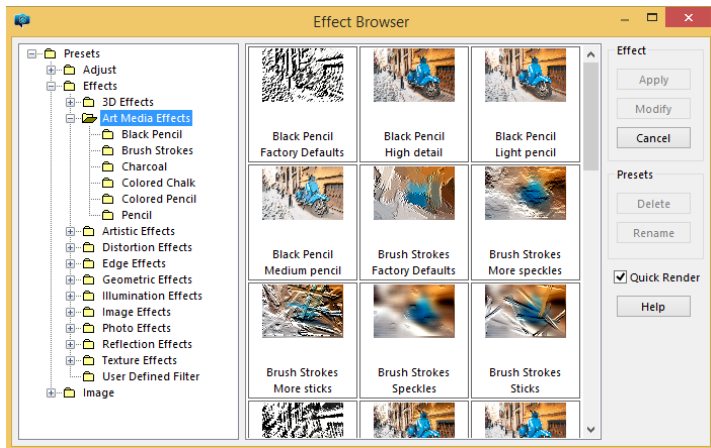 Effect Browser
Presets
Adjust
Effects
3D Effects
Art Media Effects
Black Pencil
Brush Strokes
Charcoal
Colored Chalk
Colored Pencil
Pencil
Artistic Effects
Distortion Effects
Edge Effects
Geometric Effects
Illumination Effects
Image Effects
Photo Effects
Reflection Effects
Texture Effects
User Defined Filter
Image
Black Pencil
Factory Defaults
Black Pencil
High detail
Black Pencil
Light pencil
Black Pencil
Medium pencil
Brush Strokes
Factory Defaults
Brush Strokes
More speckles
Brush Strokes
More sticks
Brush Strokes
Speckles
Brush Strokes
Sticks
Effect
Apply
Modify
Cancel
Presets
Delete
Rename
Quick Render
Help